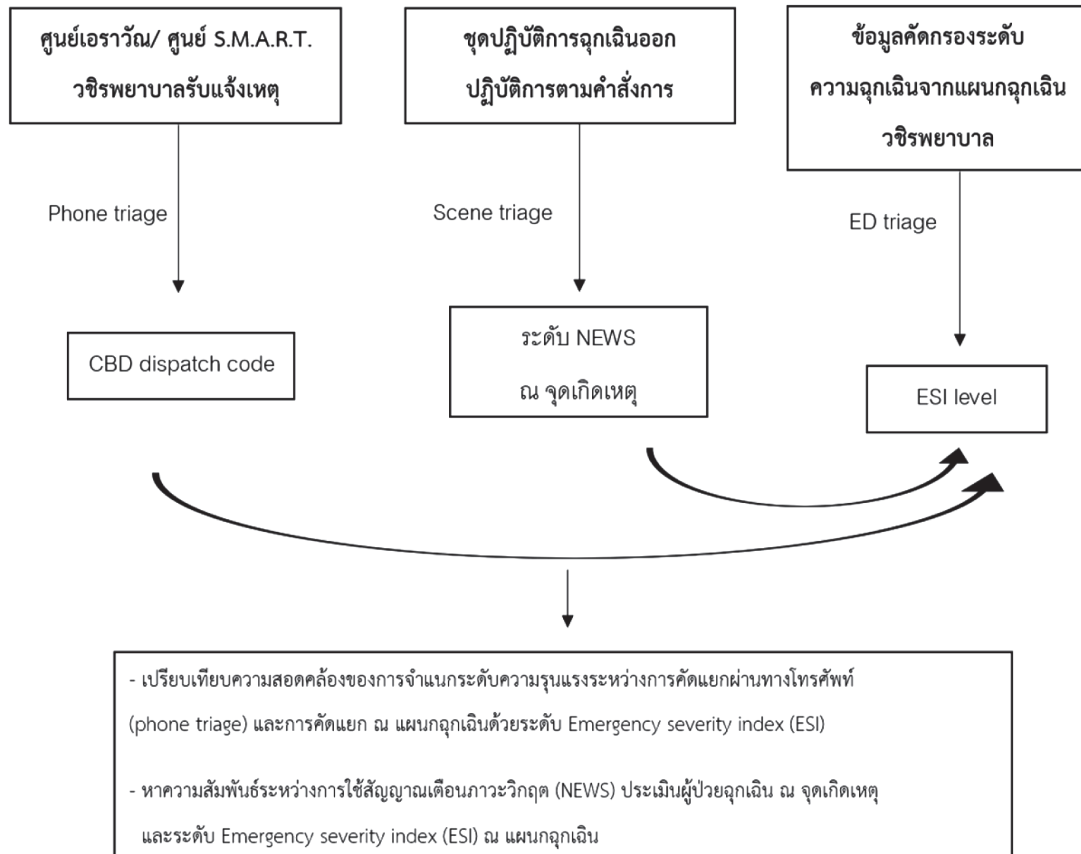 ศูนย์เอราวัณ/ ศูนย์ S.M.A.R.T.
วชิรพยาบาลรับแจ้งเหตุ
ชุดปฏิบัติการฉุกเฉินออก
ปฏิบัติการตามคำสั่งการ
ข้อมูลคัดกรองระดับ
ความฉุกเฉินจากแผนกฉุกเฉิน
วชิรพยาบาล
Phone triage
Scene triage
ED triage
CBD dispatch code
ระดับ NEWS
ณ จุดเกิดเหตุ
ESI level
- เปรียบเทียบความสอดคล้องของการจำแนกระดับความรุนแรงระหว่างการคัดแยกผ่านทางโทรศัพท์
(phone triage) และการคัดแยก ณ แผนกฉุกเฉินด้วยระดับ Emergency severity index (ESI)
- หาความสัมพันธ์ระหว่างการใช้สัญญาณเตือนภาวะวิกฤต (NEWS) ประเมินผู้ป่วยฉุกเฉิน ณ จุดเกิดเหตุ
และระดับ Emergency severity index (ESI) ณ แผนกฉุกเฉิน